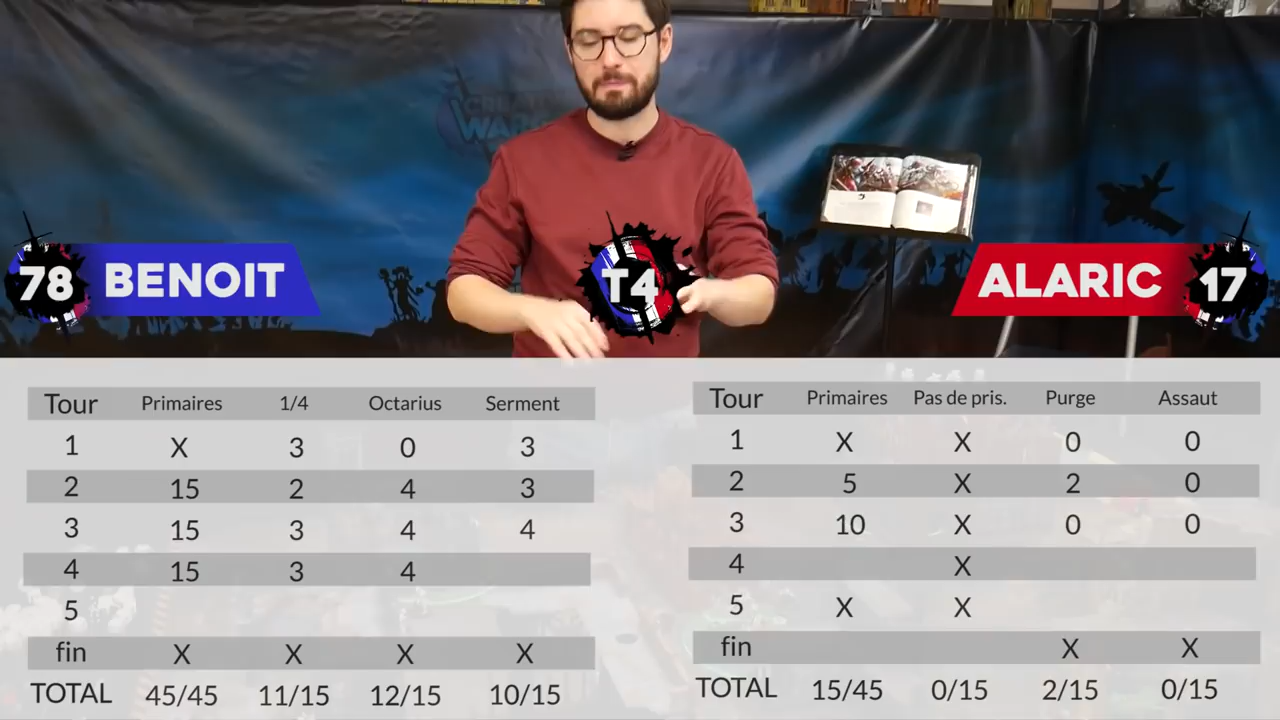 CREATIV
WARG
78 BENOIT
T4
ALARIC 17
Tour Primaires 1/4 Octarius Serment
1 X 3 0 3
2 15 2 4 3
3 15 3 4 4
4 15 3 4
5
fin X X X X
TOTAL 45/45 11/15 12/15 10/15
Tour Primaires Pas de pris. Purge Assaut
1 X X 0 0
2 5 X 2 0
3 10 X 0 0
4 X
5 X X
fin X X
TOTAL 15/45 0/15 2/15 0/15